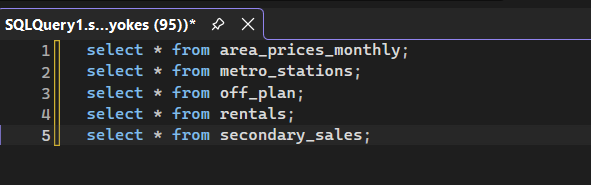 SQLQuery1.s...yokes (95))*
1 select * from area_prices_monthly;
2 select * from metro_stations;
3 select * from off_plan;
4 select * from rentals;
5 select * from secondary_sales;